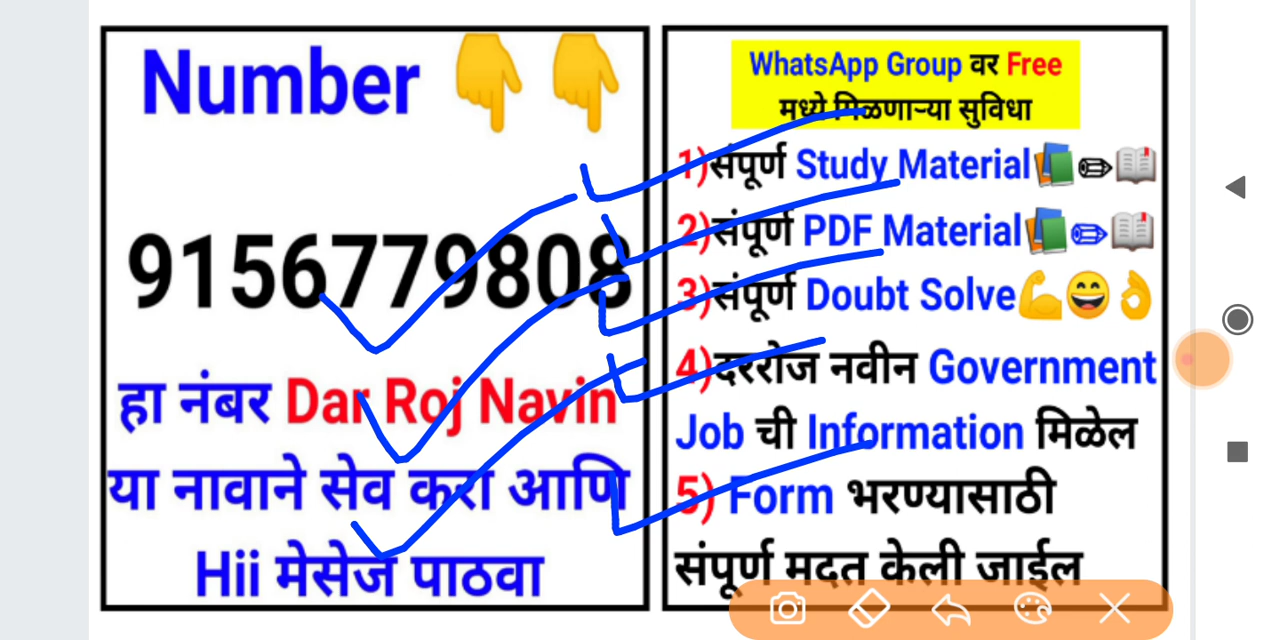 Number
9156779808
हा नंबर Dar Roj Navin
या नावाने सेव करा आणि
Hii मेसेज पाठवा
WhatsApp Group वर Free
मध्ये मिळणाऱ्या सुविधा
1)संपूर्ण Study Material
2)संपूर्ण PDF Material
3)संपूर्ण Doubt Solve
4)दररोज नवीन Government
Job ची Information मिळेल
5) Form भरण्यासाठी
संपूर्ण मदत केली जाईल